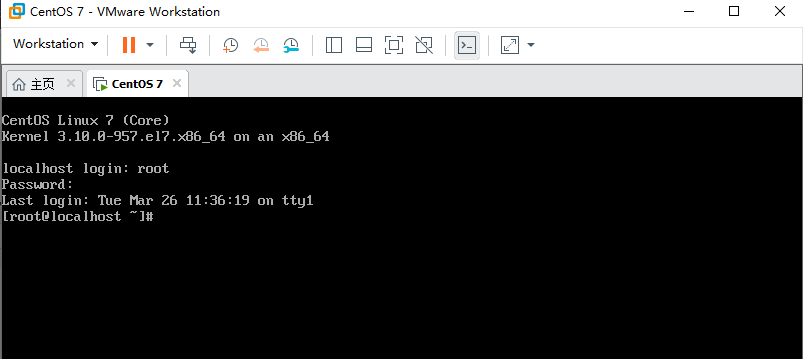 CentOS 7 - VMware Workstation
Workstation
主页 CentOS 7
CentOS Linux 7 (Core)
Kernel 3.10.0-957.el7.x86_64 on an x86_64
localhost login: root
Password:
Last login: Tue Mar 26 11:36:19 on tty1
[root@localhost ~]#